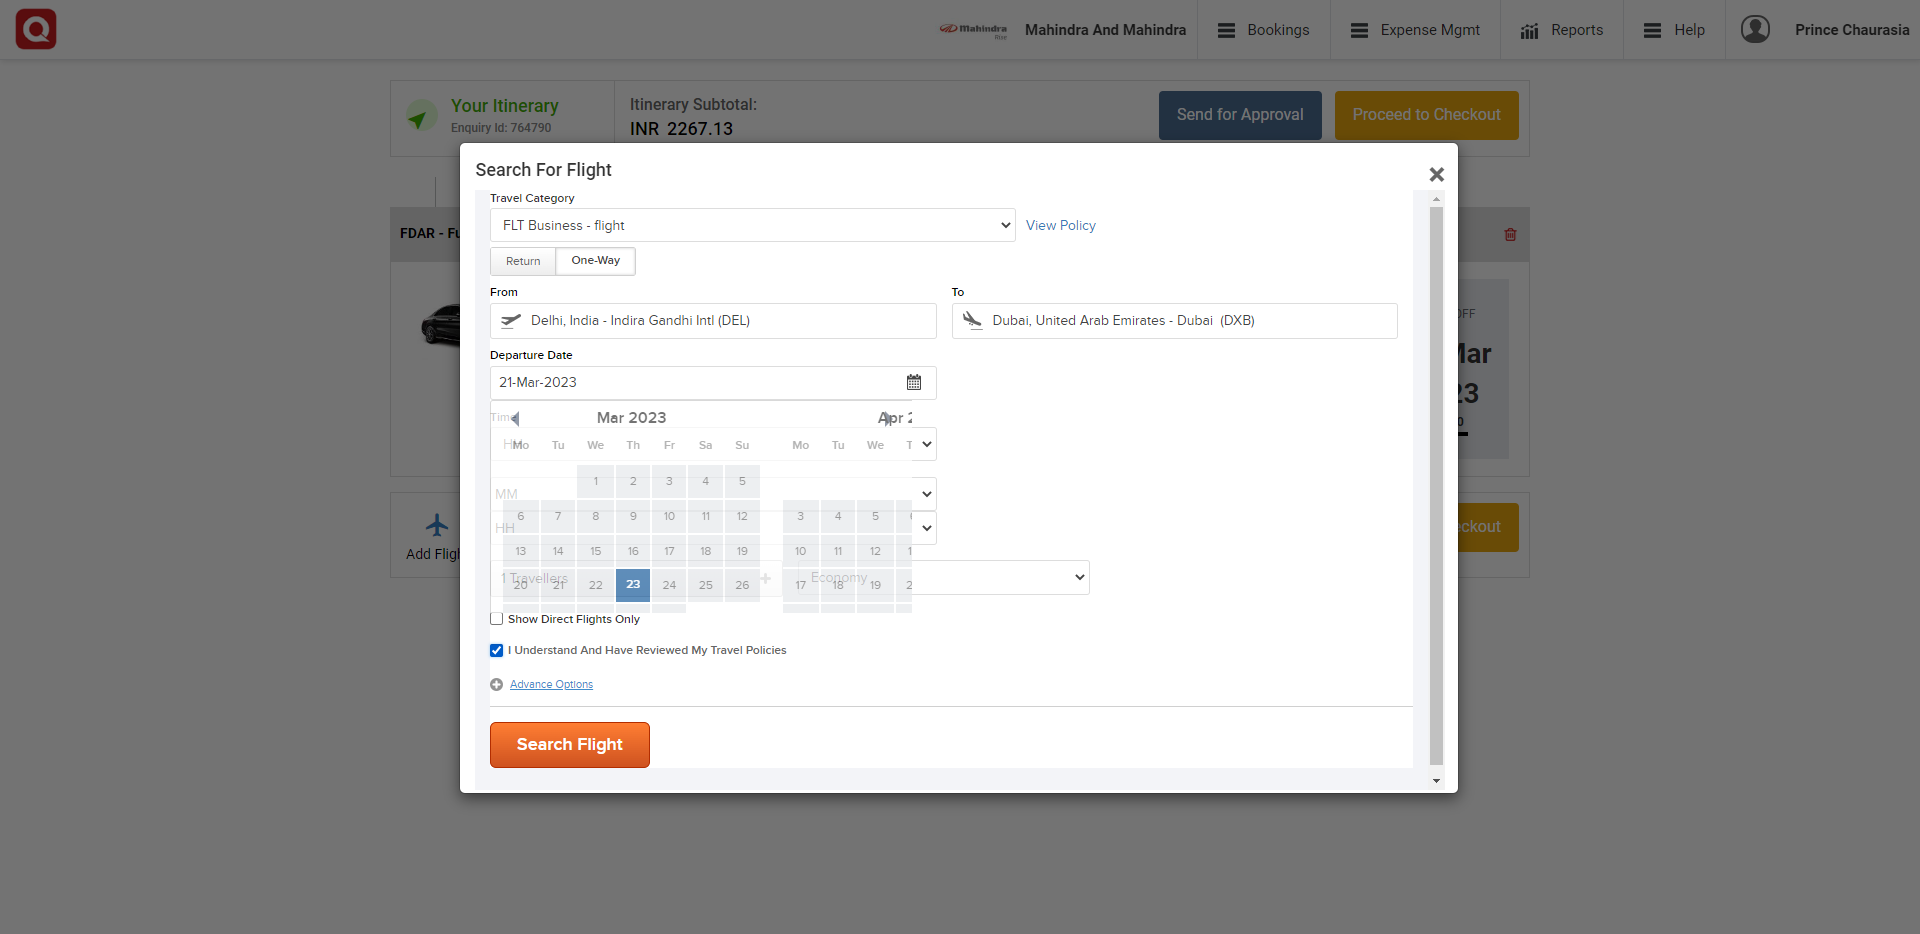 Mahindra Rise
Mahindra And Mahindra
Bookings
Expense Mgmt
Reports
Help
Prince Chaurasia
Your Itinerary
Enquiry Id: 764790
Itinerary Subtotal:
INR 2267.13
Send for Approval
Proceed to Checkout
FDAR - Fu
Add Fligh
OFF
Mar
23
0
eckout
Search For Flight
Travel Category
FLT Business - flight
View Policy
Return One-Way
From
To
Delhi, India - Indira Gandhi Intl (DEL)
Dubai, United Arab Emirates - Dubai (DXB)
Departure Date
21-Mar-2023
Time
Mar 2023
Apr 2
HH
Mo Tu We Th Fr Sa Su
Mo Tu We T
1 2 3 4 5
MM
6 7 8 9 10 11 12
3 4 5
HH
13 14 15 16 17 18 19
10 11 12 1
1 Travellers
Economy
20 21 22 23 24 25 26
17 18 19 2
Show Direct Flights Only
I Understand And Have Reviewed My Travel Policies
Advance Options
Search Flight